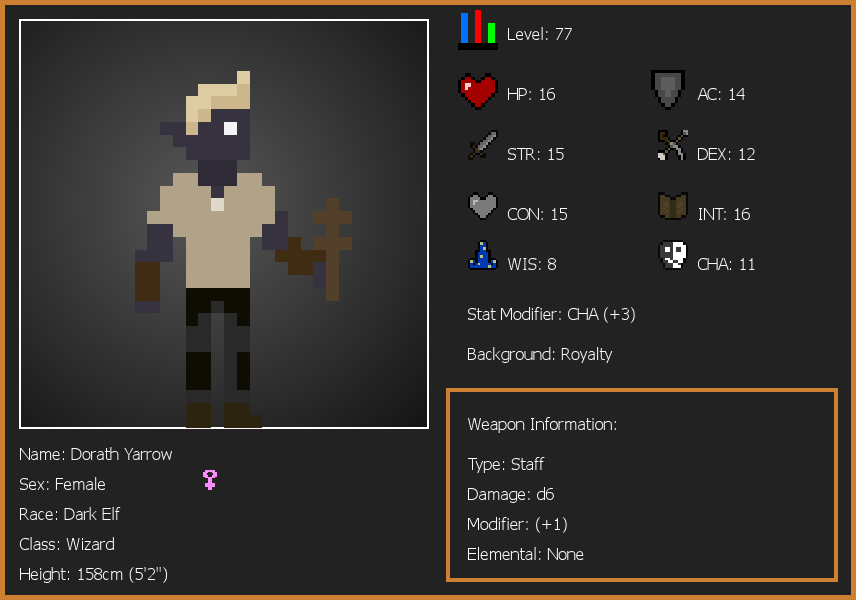 Level: 77
HP: 16
AC: 14
STR: 15
DEX: 12
CON: 15
INT: 16
WIS: 8
CHA: 11
Stat Modifier: CHA (+3)
Background: Royalty
Weapon Information:
Type: Staff
Damage: d6
Modifier: (+1)
Elemental: None
Name: Dorath Yarrow
Sex: Female
Race: Dark Elf
Class: Wizard
Height: 158cm (5'2")